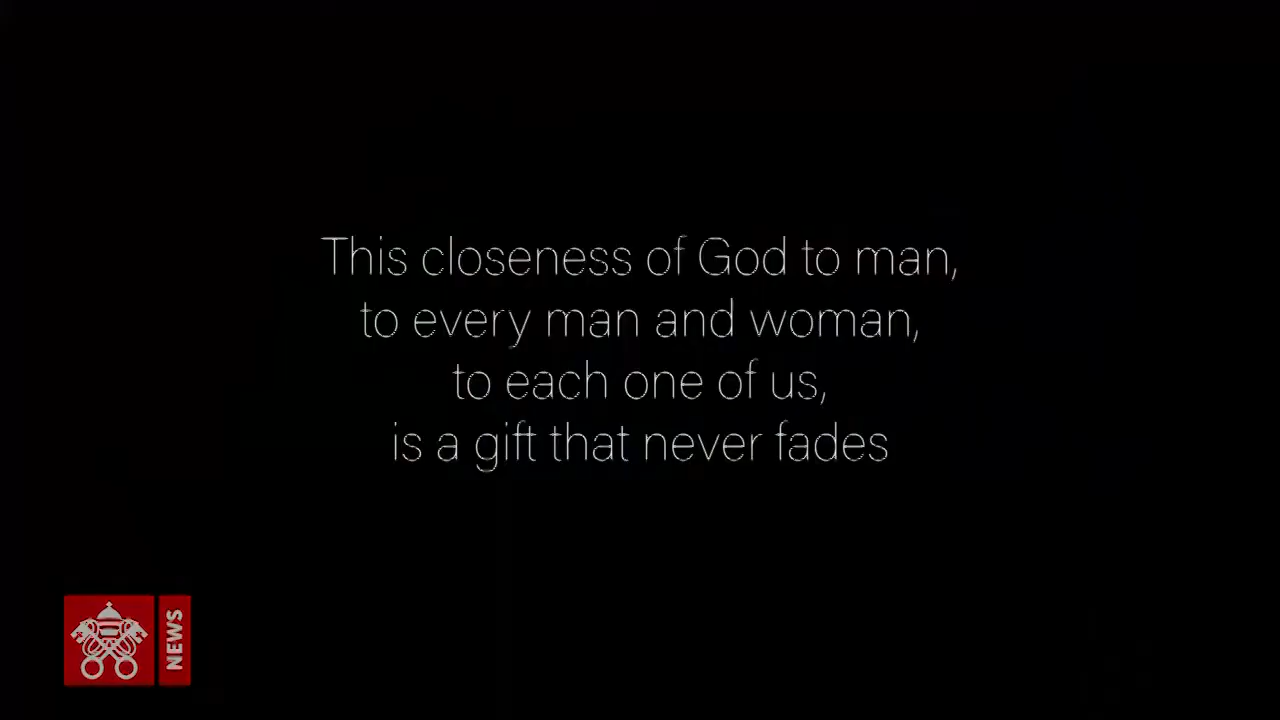 This closeness of God to man,
to every man and woman,
to each one of us,
is a gift that never fades
NEWS